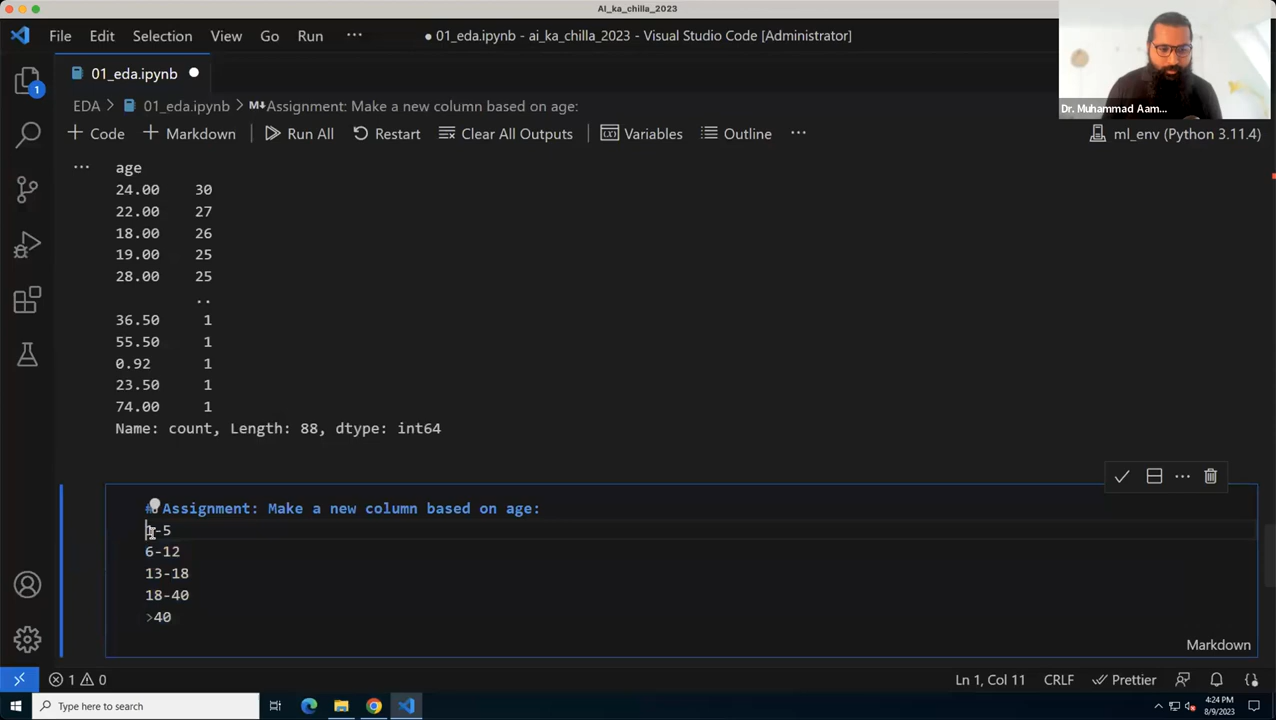 AI_ka_chilla_2023
File Edit Selection View Go Run ··· ● 01_eda.ipynb - ai_ka_chilla_2023 - Visual Studio Code [Administrator]
01_eda.ipynb
1
EDA > 01_eda.ipynb > M↓Assignment: Make a new column based on age:
+ Code + Markdown Run All Restart Clear All Outputs Variables Outline ···
ml_env (Python 3.11.4)
Dr. Muhammad Aam...
··· age
24.00 30
22.00 27
18.00 26
19.00 25
28.00 25
..
36.50 1
55.50 1
0.92 1
23.50 1
74.00 1
Name: count, Length: 88, dtype: int64
# Assignment: Make a new column based on age:
-5
6-12
13-18
18-40
>40
Markdown
1 0 Ln 1, Col 11 CRLF Prettier
Type here to search
4:24 PM
8/9/2023